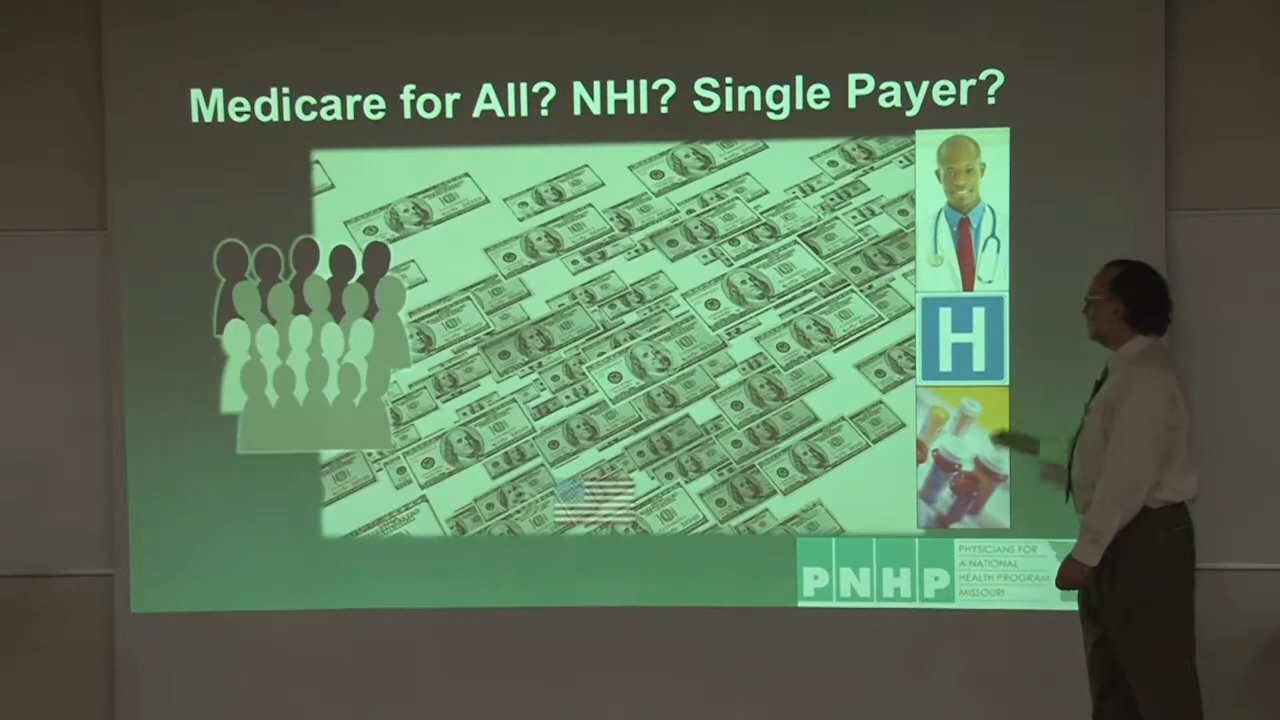 Medicare for All? NHI? Single Payer?
H
PNHP
PHYSICIANS FOR
A NATIONAL
HEALTH PROGRAM
MISSOURI